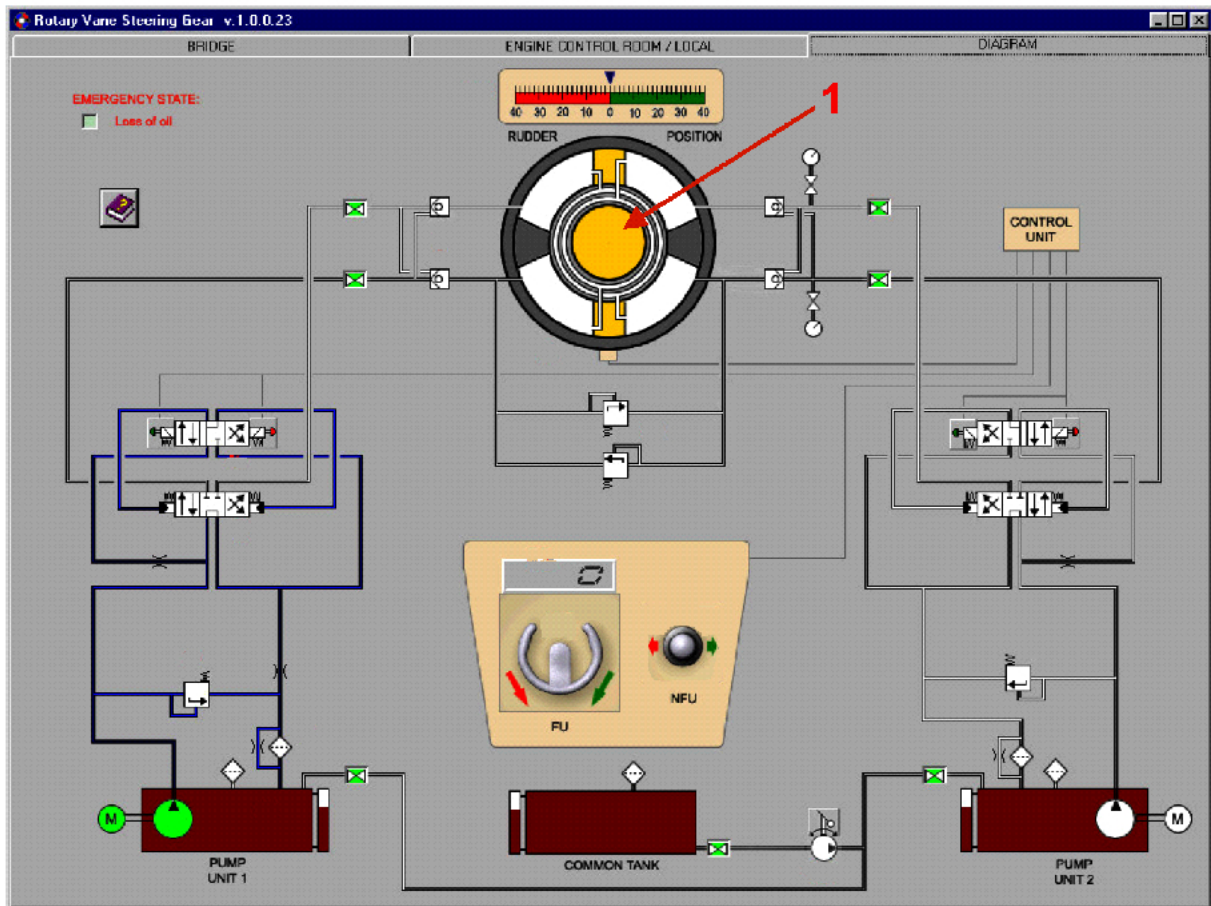 Rotary Vane Steering Gear v.1.0.0.23
BRIDGE
ENGINE CONTROL ROOM / LOCAL
DIAGRAM
EMERGENCY STATE:
Loss of oil
40 30 20 10 0 10 20 30 40
RUDDER POSITION
1
CONTROL
UNIT
0
FU
NFU
M
M
PUMP
UNIT 1
COMMON TANK
PUMP
UNIT 2